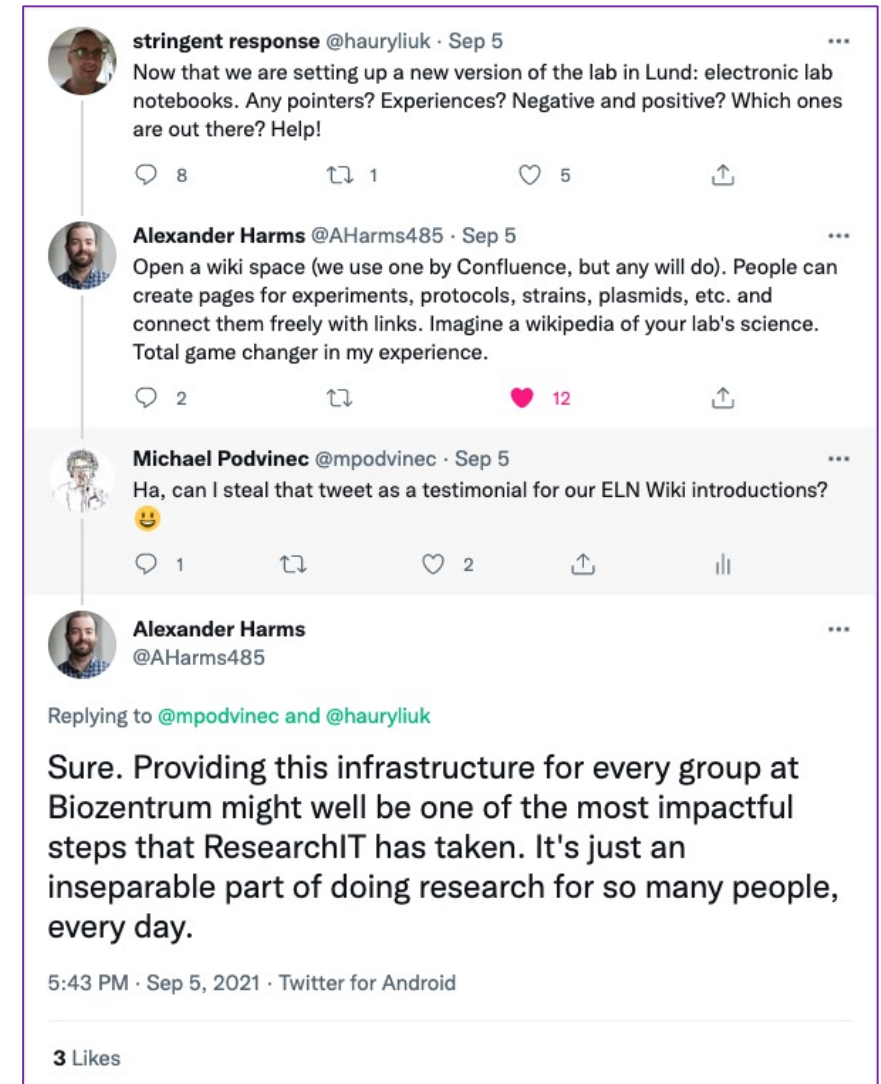 stringent response @hauryliuk · Sep 5
Now that we are setting up a new version of the lab in Lund: electronic lab
notebooks. Any pointers? Experiences? Negative and positive? Which ones
are out there? Help!
8 1 5
Alexander Harms @AHarms485 · Sep 5
Open a wiki space (we use one by Confluence, but any will do). People can
create pages for experiments, protocols, strains, plasmids, etc. and
connect them freely with links. Imagine a wikipedia of your lab's science.
Total game changer in my experience.
2 12
Michael Podvinec @mpodvinec · Sep 5
Ha, can I steal that tweet as a testimonial for our ELN Wiki introductions?
😃
1 2
Alexander Harms
@AHarms485
Replying to @mpodvinec and @hauryliuk
Sure. Providing this infrastructure for every group at
Biozentrum might well be one of the most impactful
steps that ResearchIT has taken. It's just an
inseparable part of doing research for so many people,
every day.
5:43 PM · Sep 5, 2021 · Twitter for Android
3 Likes